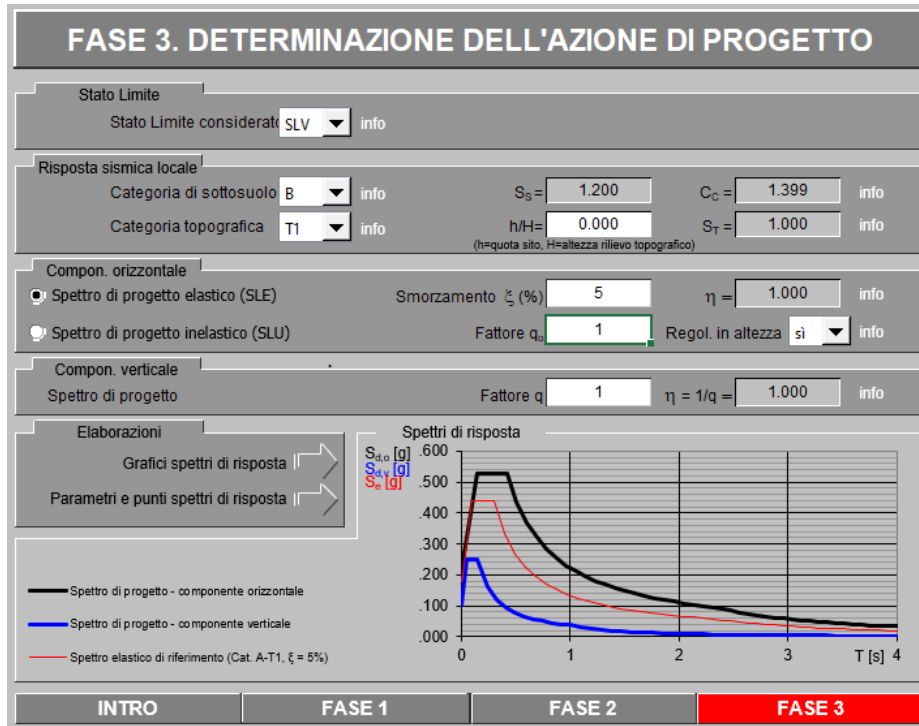 FASE 3. DETERMINAZIONE DELL'AZIONE DI PROGETTO
Stato Limite
Stato Limite considerato SLV info
Risposta sismica locale
Categoria di sottosuolo B info S_S = 1.200 C_C = 1.399 info
Categoria topografica T1 info h/H= 0.000 S_T = 1.000 info
(h=quota sito, H=altezza rilievo topografico)
Compon. orizzontale
Spettro di progetto elastico (SLE) Smorzamento ξ (%) 5 η = 1.000 info
Spettro di progetto inelastico (SLU) Fattore q_o 1 Regol. in altezza sì info
Compon. verticale
Spettro di progetto Fattore q 1 η = 1/q = 1.000 info
Elaborazioni
Grafici spettri di risposta
Parametri e punti spettri di risposta
Spettri di risposta
S_d,o [g]
S_d,v [g]
S_e [g]
.600
.500
.400
.300
.200
.100
.000
0 1 2 3 T [s] 4
Spettro di progetto - componente orizzontale
Spettro di progetto - componente verticale
Spettro elastico di riferimento (Cat. A-T1, ξ = 5%)
INTRO FASE 1 FASE 2 FASE 3